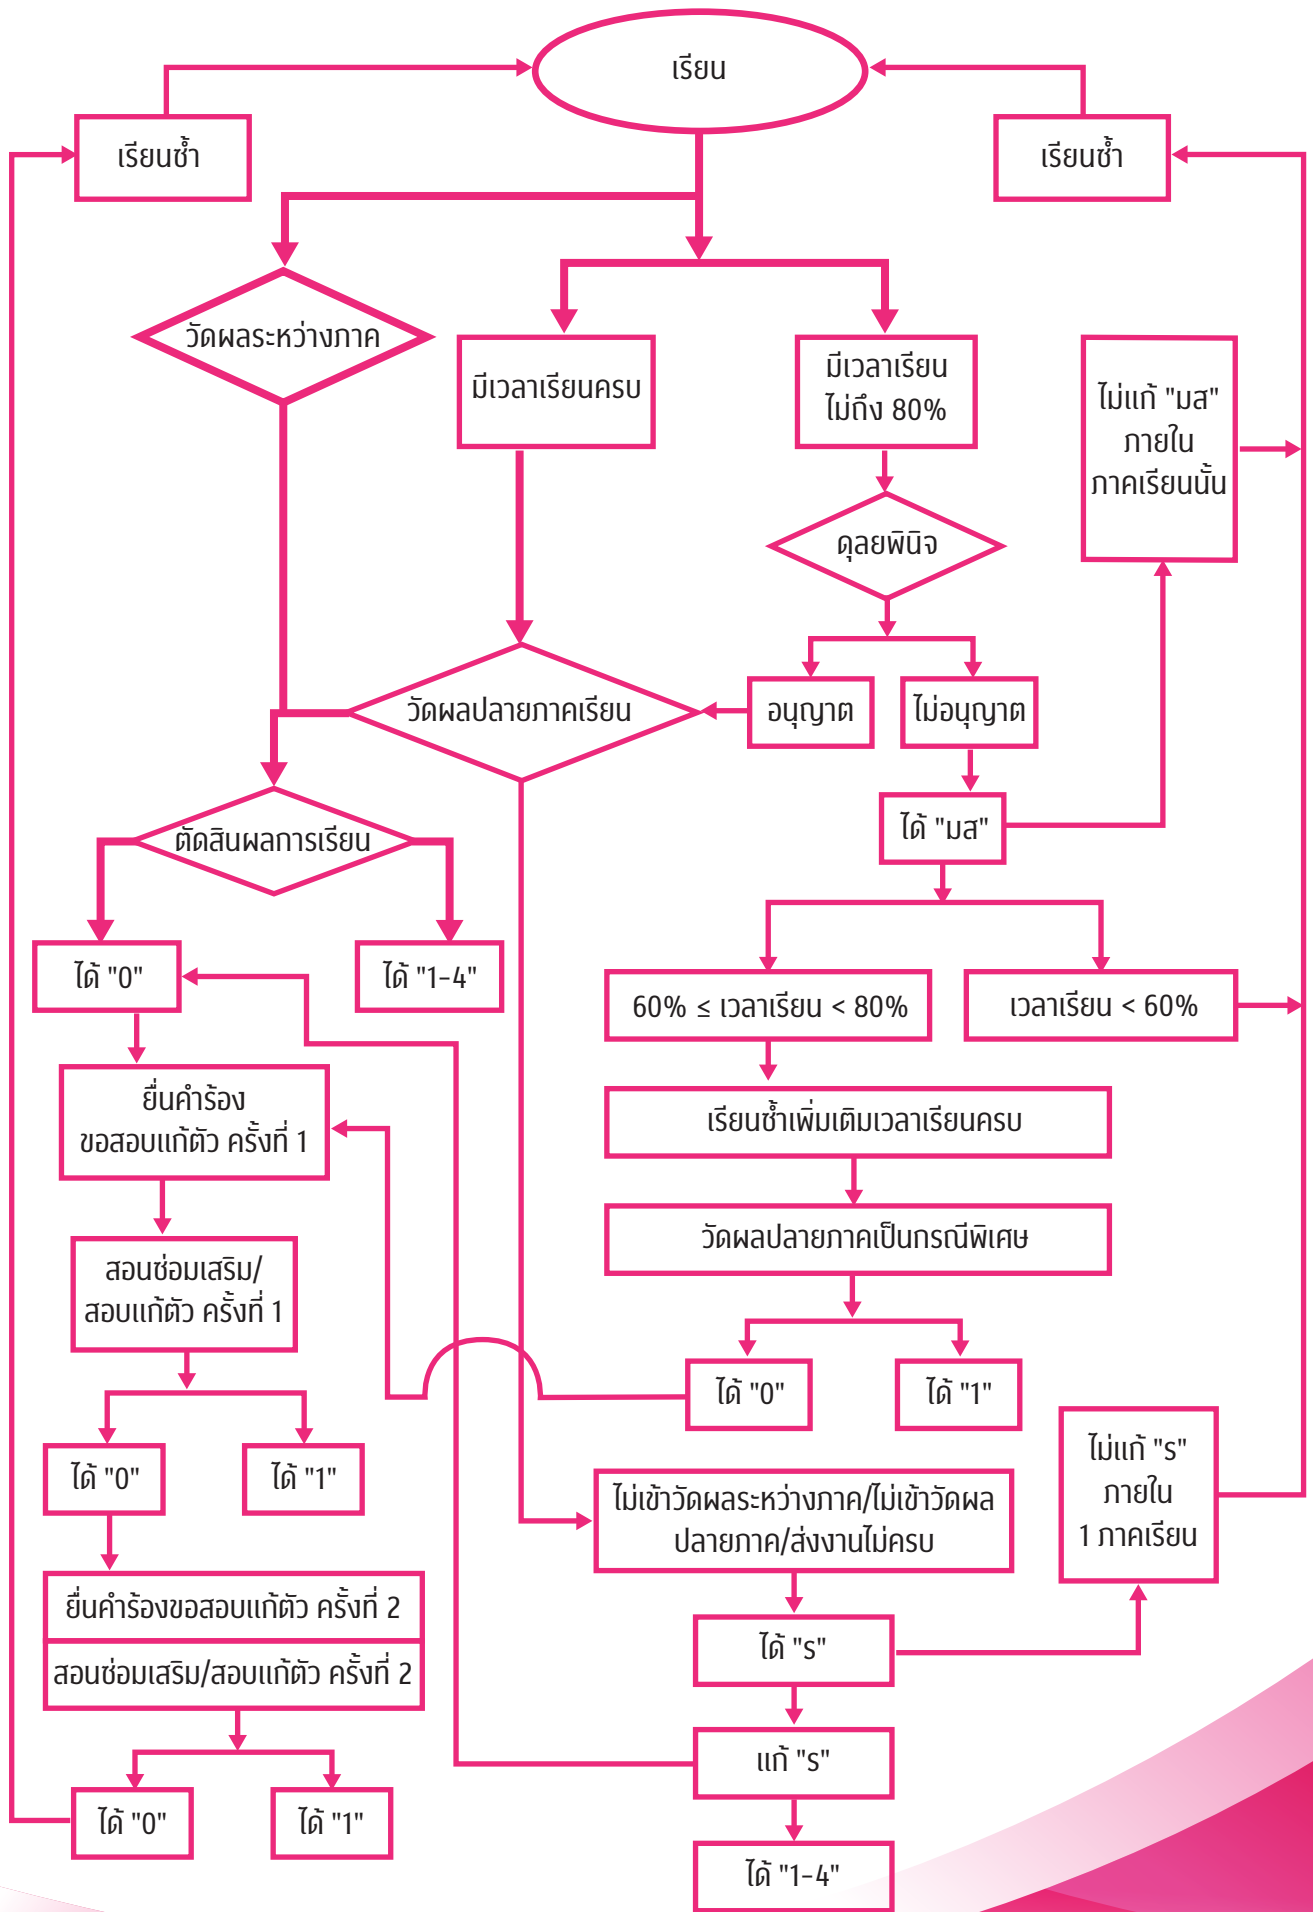 เรียน
เรียนซ้ำ
เรียนซ้ำ
วัดผลระหว่างภาค
มีเวลาเรียนครบ
มีเวลาเรียน
ไม่ถึง 80%
ไม่แก้ "มส"
ภายใน
ภาคเรียนนั้น
ดุลยพินิจ
วัดผลปลายภาคเรียน
อนุญาต
ไม่อนุญาต
ตัดสินผลการเรียน
ได้ "มส"
ได้ "0"
ได้ "1-4"
60% ≤ เวลาเรียน < 80%
เวลาเรียน < 60%
ยื่นคำร้อง
ขอสอบแก้ตัว ครั้งที่ 1
เรียนซ้ำเพิ่มเติมเวลาเรียนครบ
วัดผลปลายภาคเป็นกรณีพิเศษ
สอนซ่อมเสริม/
สอบแก้ตัว ครั้งที่ 1
ได้ "0"
ได้ "1"
ได้ "0"
ได้ "1"
ไม่แก้ "ร"
ภายใน
1 ภาคเรียน
ไม่เข้าวัดผลระหว่างภาค/ไม่เข้าวัดผล
ปลายภาค/ส่งงานไม่ครบ
ยื่นคำร้องขอสอบแก้ตัว ครั้งที่ 2
สอนซ่อมเสริม/สอบแก้ตัว ครั้งที่ 2
ได้ "ร"
แก้ "ร"
ได้ "0"
ได้ "1"
ได้ "1-4"